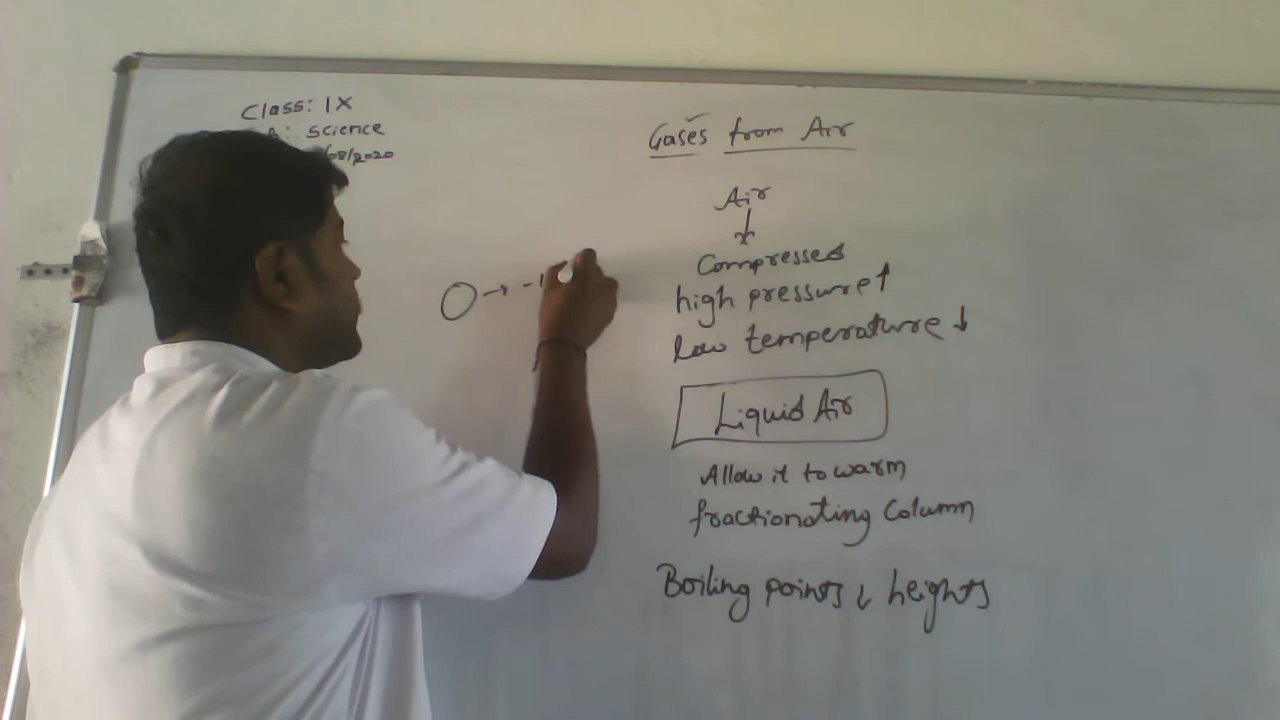 Class: IX
: Science
/08/2020
Gases from Air
Air
↓
Compressed
high pressure ↑
low temperature ↓
Liquid Air
Allow it to warm
fractionating Column
Boiling points & heights
O → -1